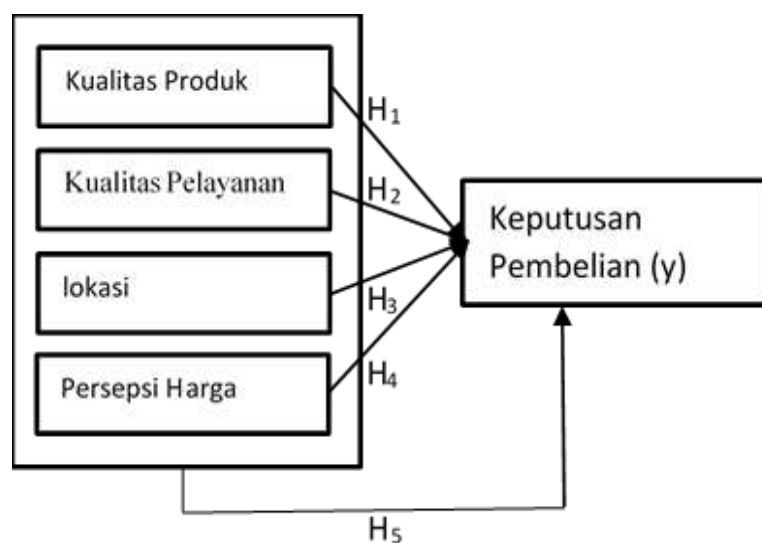 Kualitas Produk
H₁
Kualitas Pelayanan
H₂
Keputusan
Pembelian (y)
lokasi
H₃
Persepsi Harga
H₄
H₅